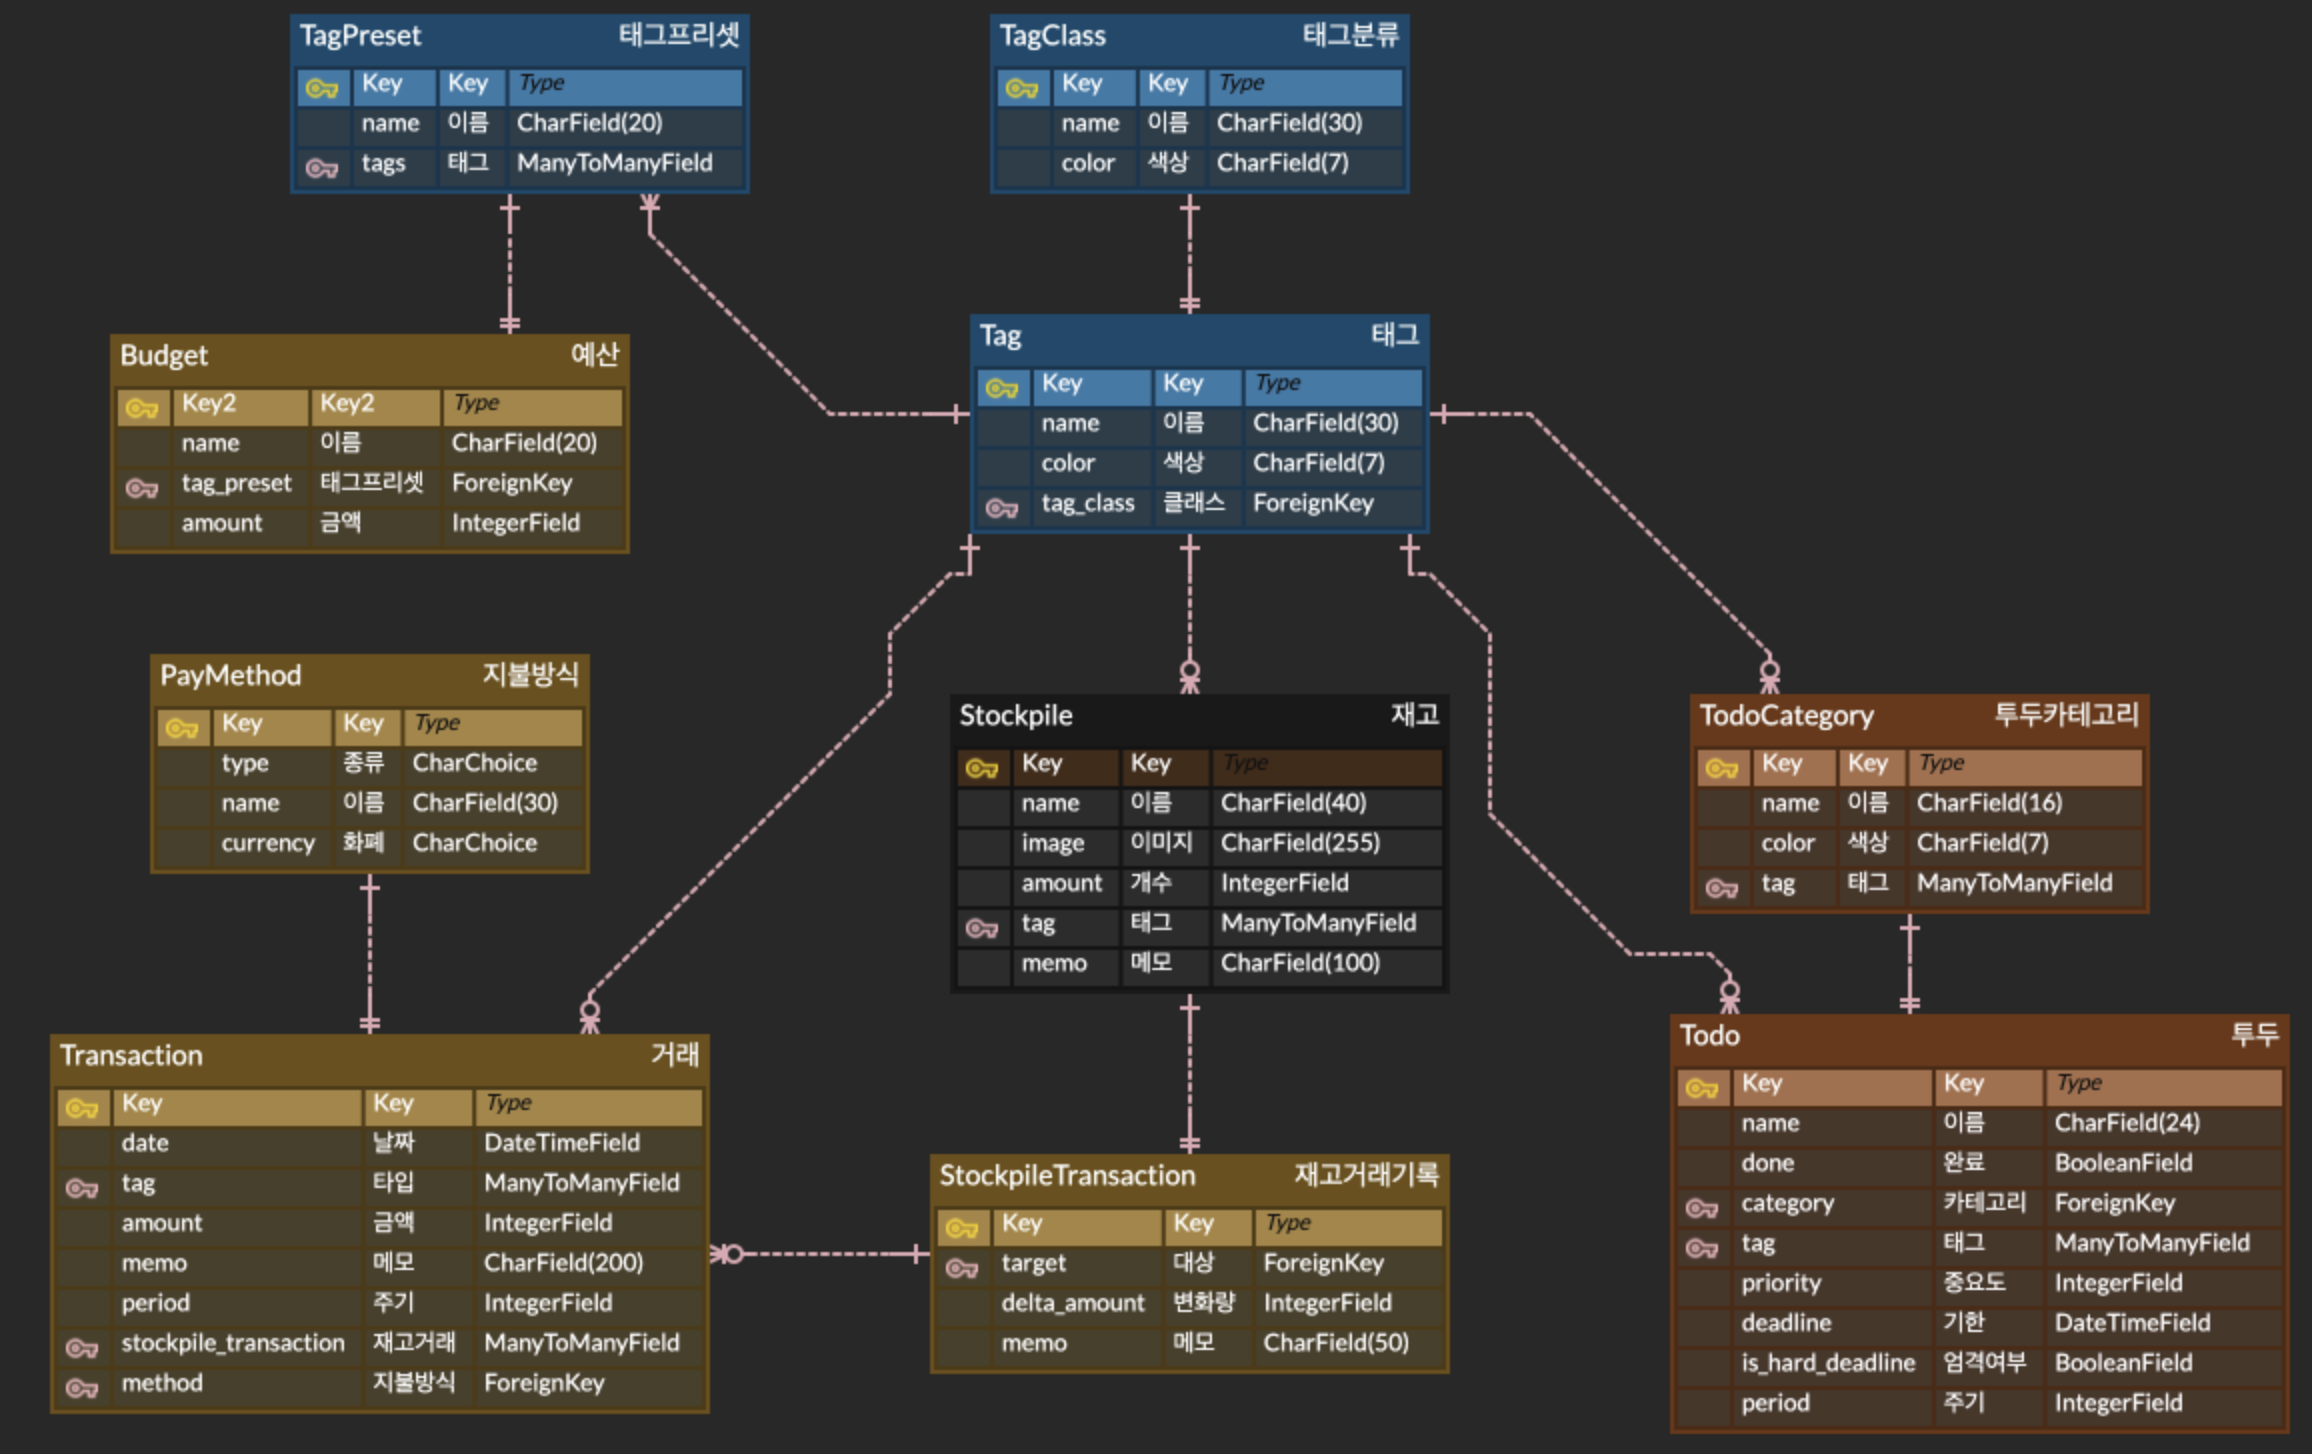 TagPreset 태그프리셋
Key Key Type
name 이름 CharField(20)
tags 태그 ManyToManyField
TagClass 태그분류
Key Key Type
name 이름 CharField(30)
color 색상 CharField(7)
Budget 예산
Key2 Key2 Type
name 이름 CharField(20)
tag_preset 태그프리셋 ForeignKey
amount 금액 IntegerField
Tag 태그
Key Key Type
name 이름 CharField(30)
color 색상 CharField(7)
tag_class 클래스 ForeignKey
PayMethod 지불방식
Key Key Type
type 종류 CharChoice
name 이름 CharField(30)
currency 화폐 CharChoice
Stockpile 재고
Key Key Type
name 이름 CharField(40)
image 이미지 CharField(255)
amount 개수 IntegerField
tag 태그 ManyToManyField
memo 메모 CharField(100)
TodoCategory 투두카테고리
Key Key Type
name 이름 CharField(16)
color 색상 CharField(7)
tag 태그 ManyToManyField
Transaction 거래
Key Key Type
date 날짜 DateTimeField
tag 타입 ManyToManyField
amount 금액 IntegerField
memo 메모 CharField(200)
period 주기 IntegerField
stockpile_transaction 재고거래 ManyToManyField
method 지불방식 ForeignKey
StockpileTransaction 재고거래기록
Key Key Type
target 대상 ForeignKey
delta_amount 변화량 IntegerField
memo 메모 CharField(50)
Todo 투두
Key Key Type
name 이름 CharField(24)
done 완료 BooleanField
category 카테고리 ForeignKey
tag 태그 ManyToManyField
priority 중요도 IntegerField
deadline 기한 DateTimeField
is_hard_deadline 엄격여부 BooleanField
period 주기 IntegerField